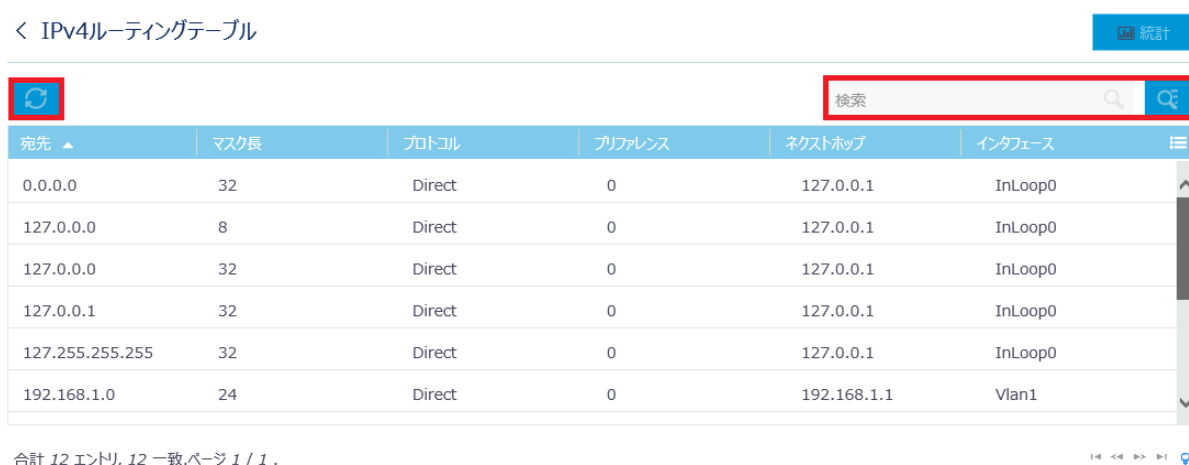 < IPv4ルーティングテーブル 統計
検索
宛先 ▲ マスク長 プロトコル プリファレンス ネクストホップ インタフェース
0.0.0.0 32 Direct 0 127.0.0.1 InLoop0
127.0.0.0 8 Direct 0 127.0.0.1 InLoop0
127.0.0.0 32 Direct 0 127.0.0.1 InLoop0
127.0.0.1 32 Direct 0 127.0.0.1 InLoop0
127.255.255.255 32 Direct 0 127.0.0.1 InLoop0
192.168.1.0 24 Direct 0 192.168.1.1 Vlan1
合計 12 エントリ, 12 一致,ページ 1 / 1 .